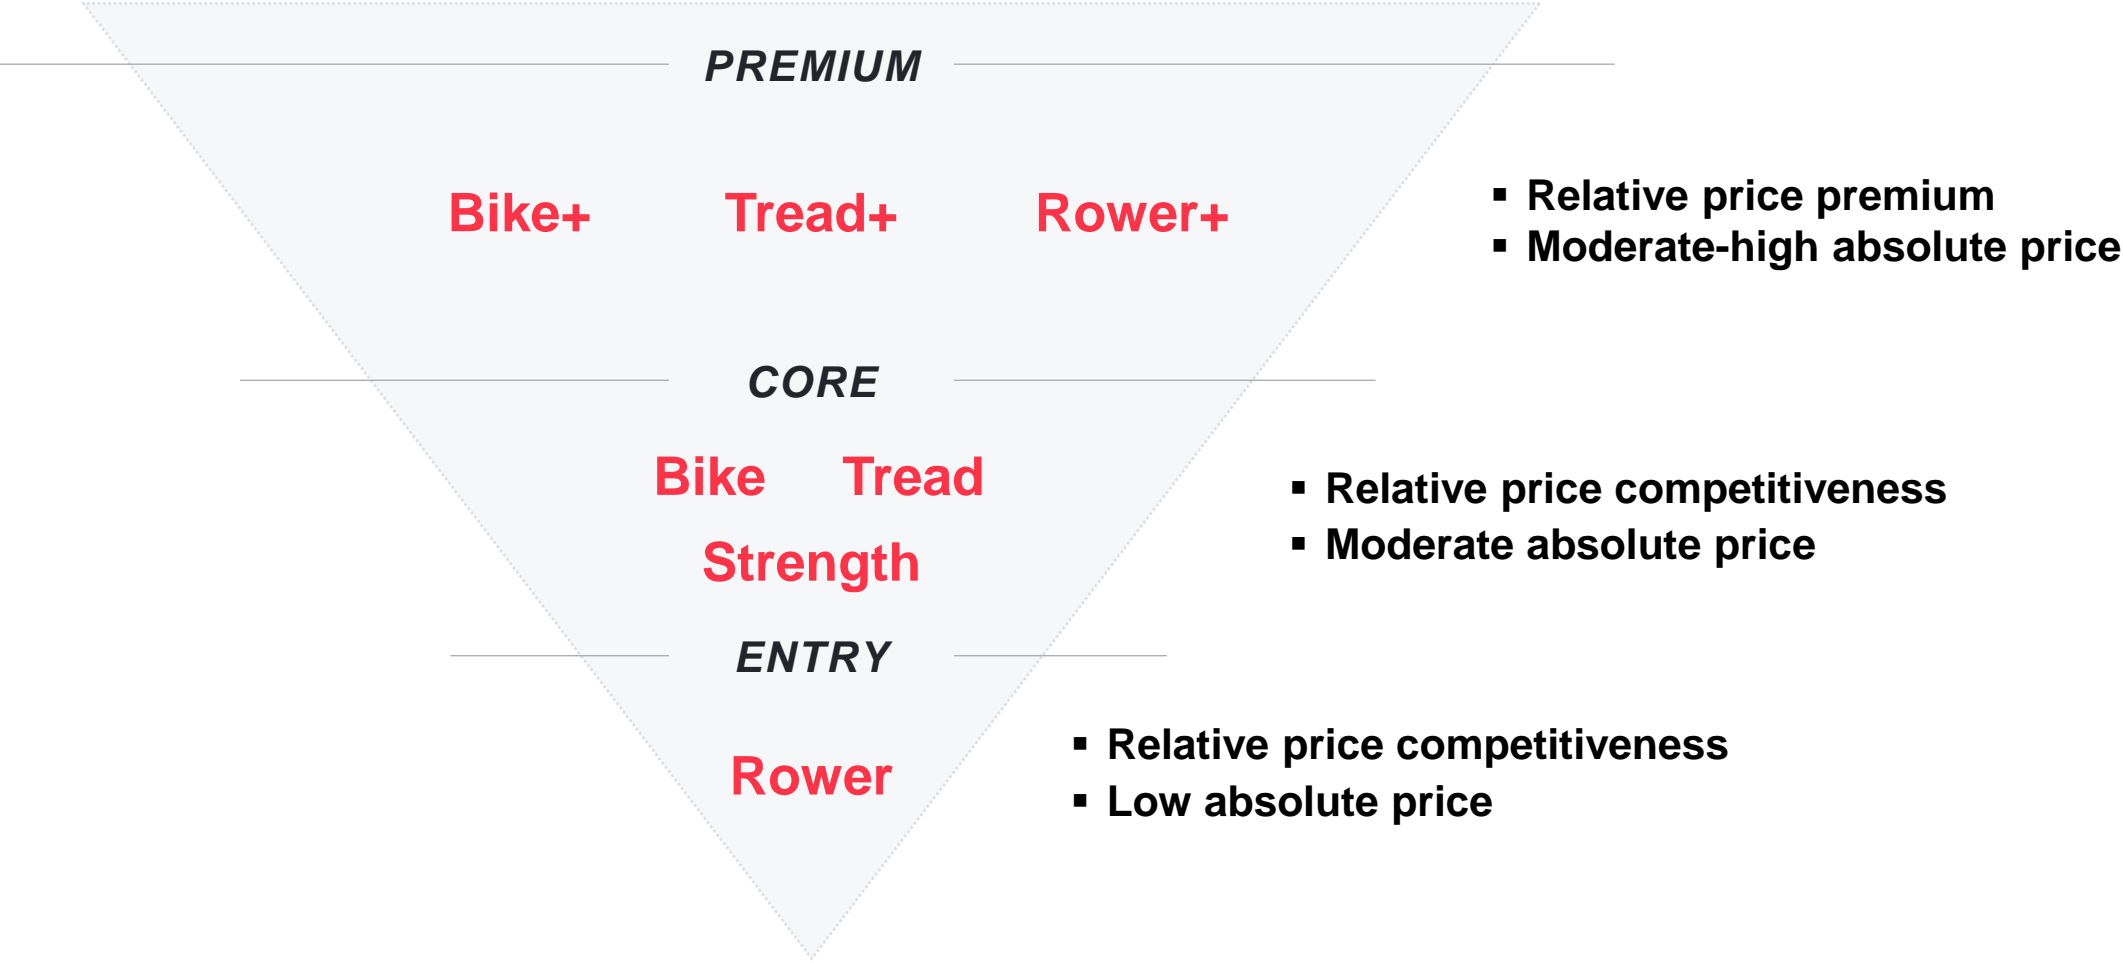 PREMIUM
Bike+ Tread+ Rower+
▪ Relative price premium
▪ Moderate-high absolute price
CORE
Bike Tread
Strength
▪ Relative price competitiveness
▪ Moderate absolute price
ENTRY
Rower
▪ Relative price competitiveness
▪ Low absolute price